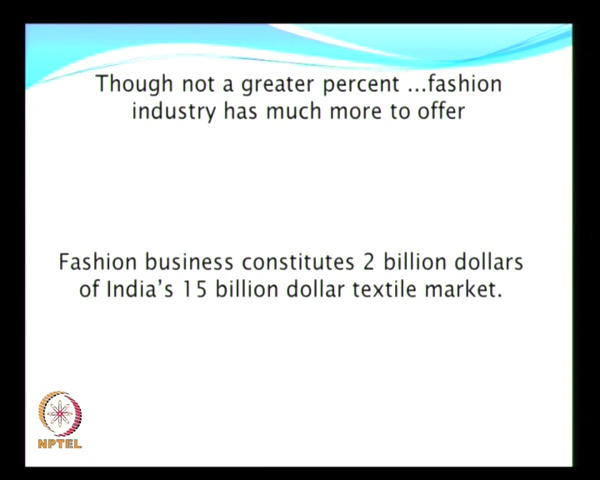 Though not a greater percent ...fashion
industry has much more to offer
Fashion business constitutes 2 billion dollars
of India's 15 billion dollar textile market.
NPTEL